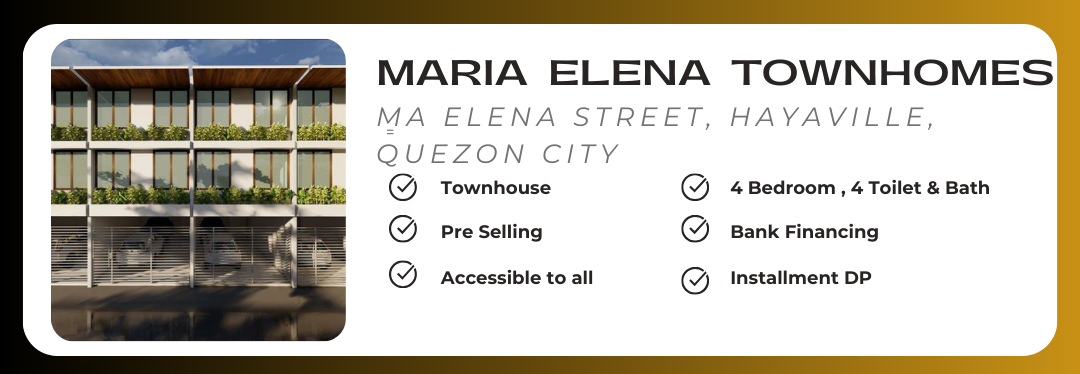 MARIA ELENA TOWNHOMES
MA ELENA STREET, HAYAVILLE,
=
QUEZON CITY
Townhouse
4 Bedroom , 4 Toilet & Bath
Pre Selling
Bank Financing
Accessible to all
Installment DP